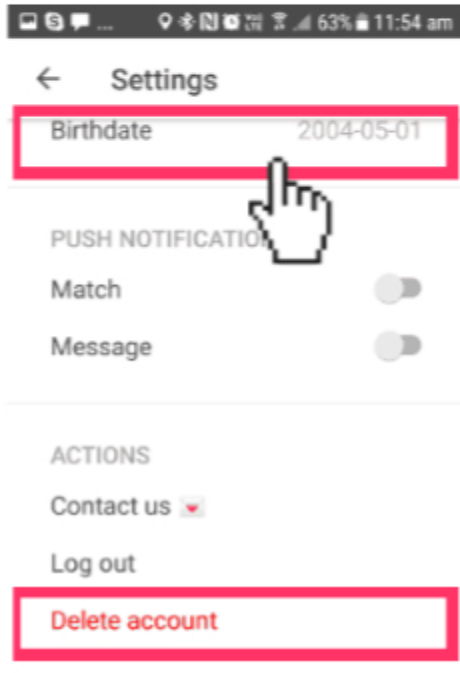 63% 11:54 am
Settings
Birthdate 2004-05-01
PUSH NOTIFICATIO
Match
Message
ACTIONS
Contact us
Log out
Delete account